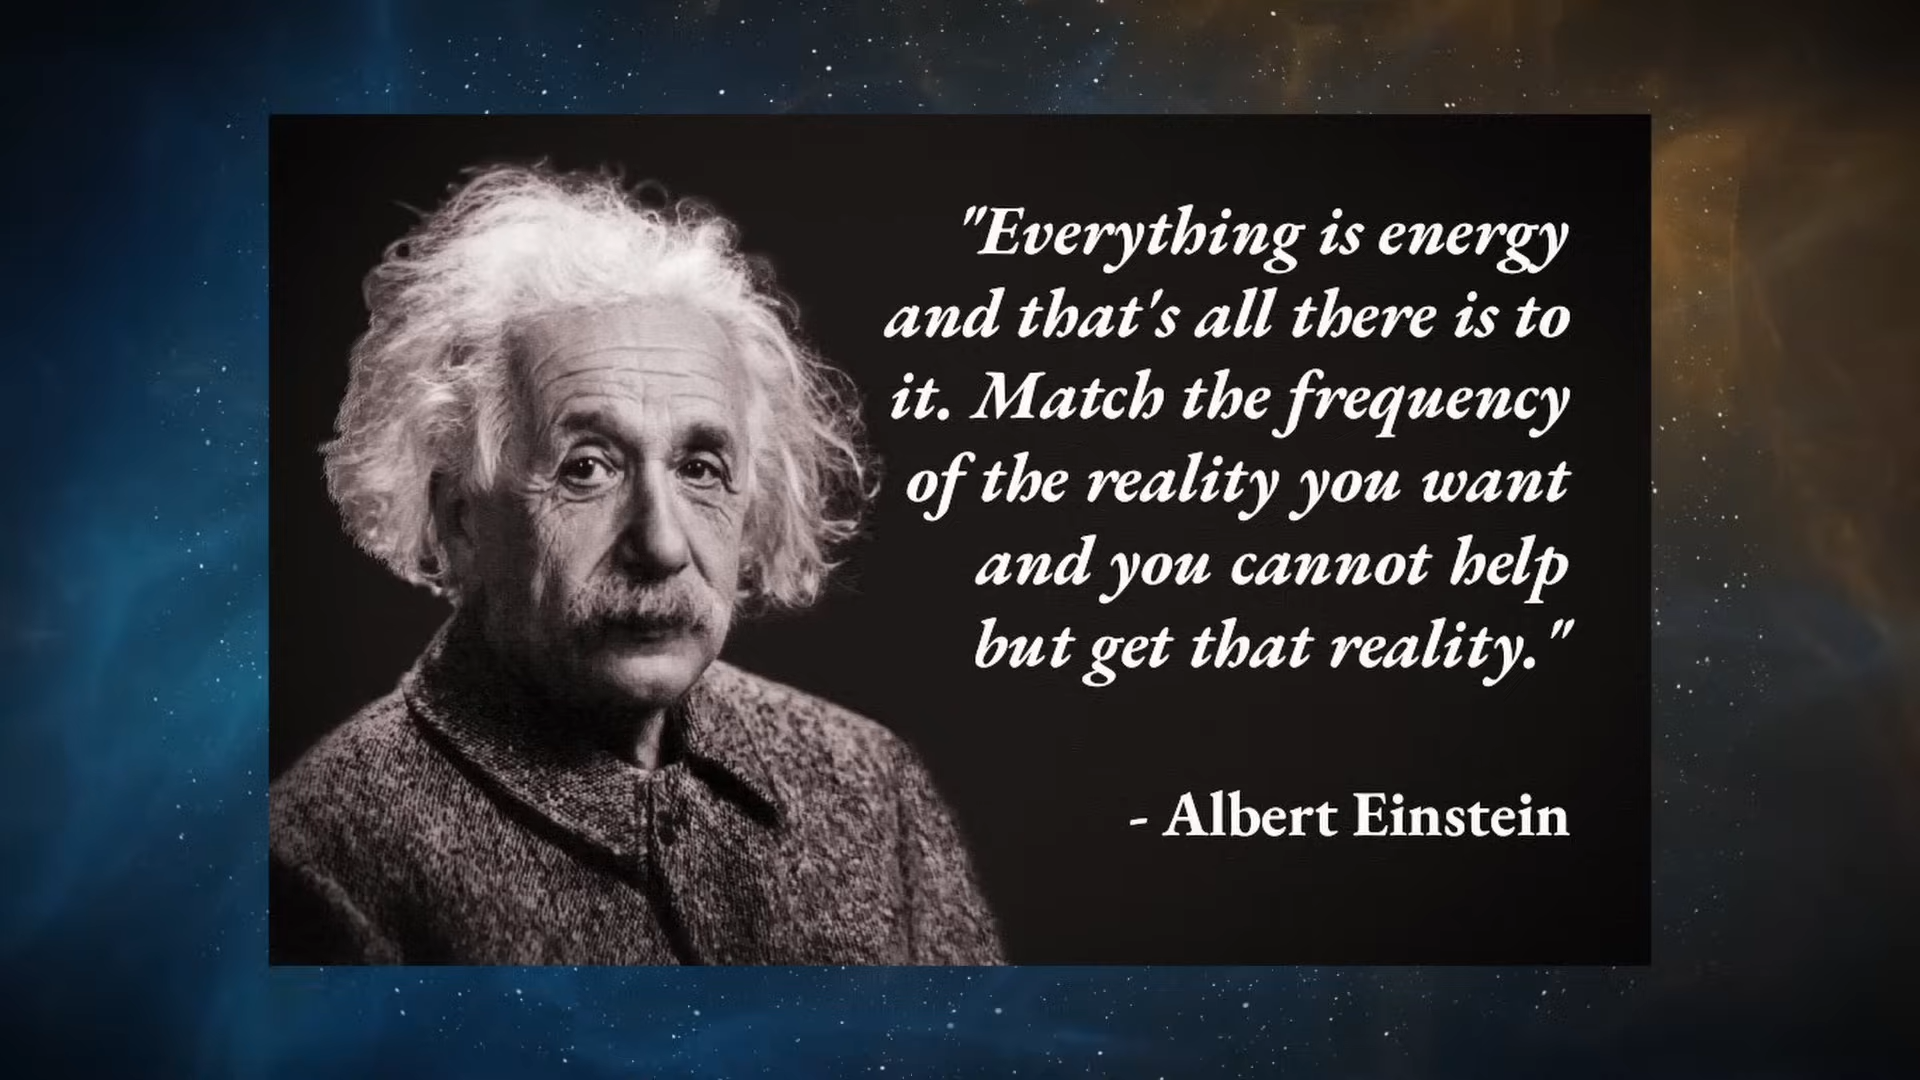 "Everything is energy
and that's all there is to
it. Match the frequency
of the reality you want
and you cannot help
but get that reality."
- Albert Einstein